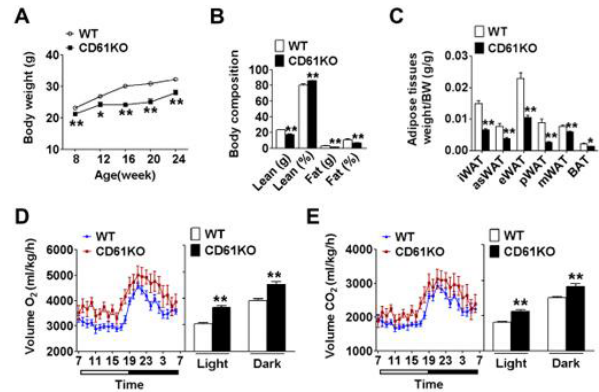 A
WT
CD61KO
Body weight (g)
40
30
20
10
0
** * ** ** **
8 12 16 20 24
Age(week)
B
WT
CD61KO
Body composition
100
80
60
40
20
0
** ** ** **
Lean (g)
Lean (%)
Fat (g)
Fat (%)
C
WT
CD61KO
Adipose tissues
weight/BW (g/g)
0.03
0.02
0.01
0.00
** * ** ** ** *
iWAT
asWAT
eWAT
pWAT
mWAT
BAT
D
WT
CD61KO
Volume O2 (ml/kg/h)
6000
5000
4000
3000
2000
7 11 15 19 23 3 7
Time
WT
CD61KO
** **
Light Dark
E
WT
CD61KO
Volume CO2 (ml/kg/h)
4000
3000
2000
1000
7 11 15 19 23 3 7
Time
WT
CD61KO
** **
Light Dark